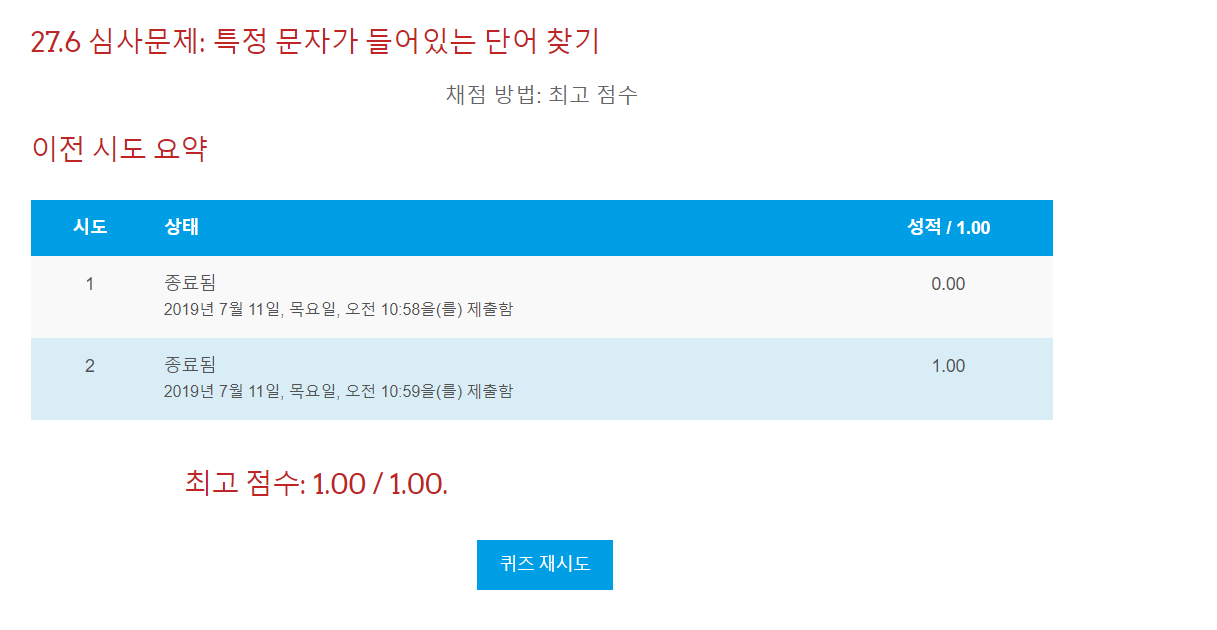 27.6 심사문제: 특정 문자가 들어있는 단어 찾기
채점 방법: 최고 점수
이전 시도 요약
시도 상태 성적 / 1.00
1 종료됨 0.00
2019년 7월 11일, 목요일, 오전 10:58을(를) 제출함
2 종료됨 1.00
2019년 7월 11일, 목요일, 오전 10:59을(를) 제출함
최고 점수: 1.00 / 1.00.
퀴즈 재시도